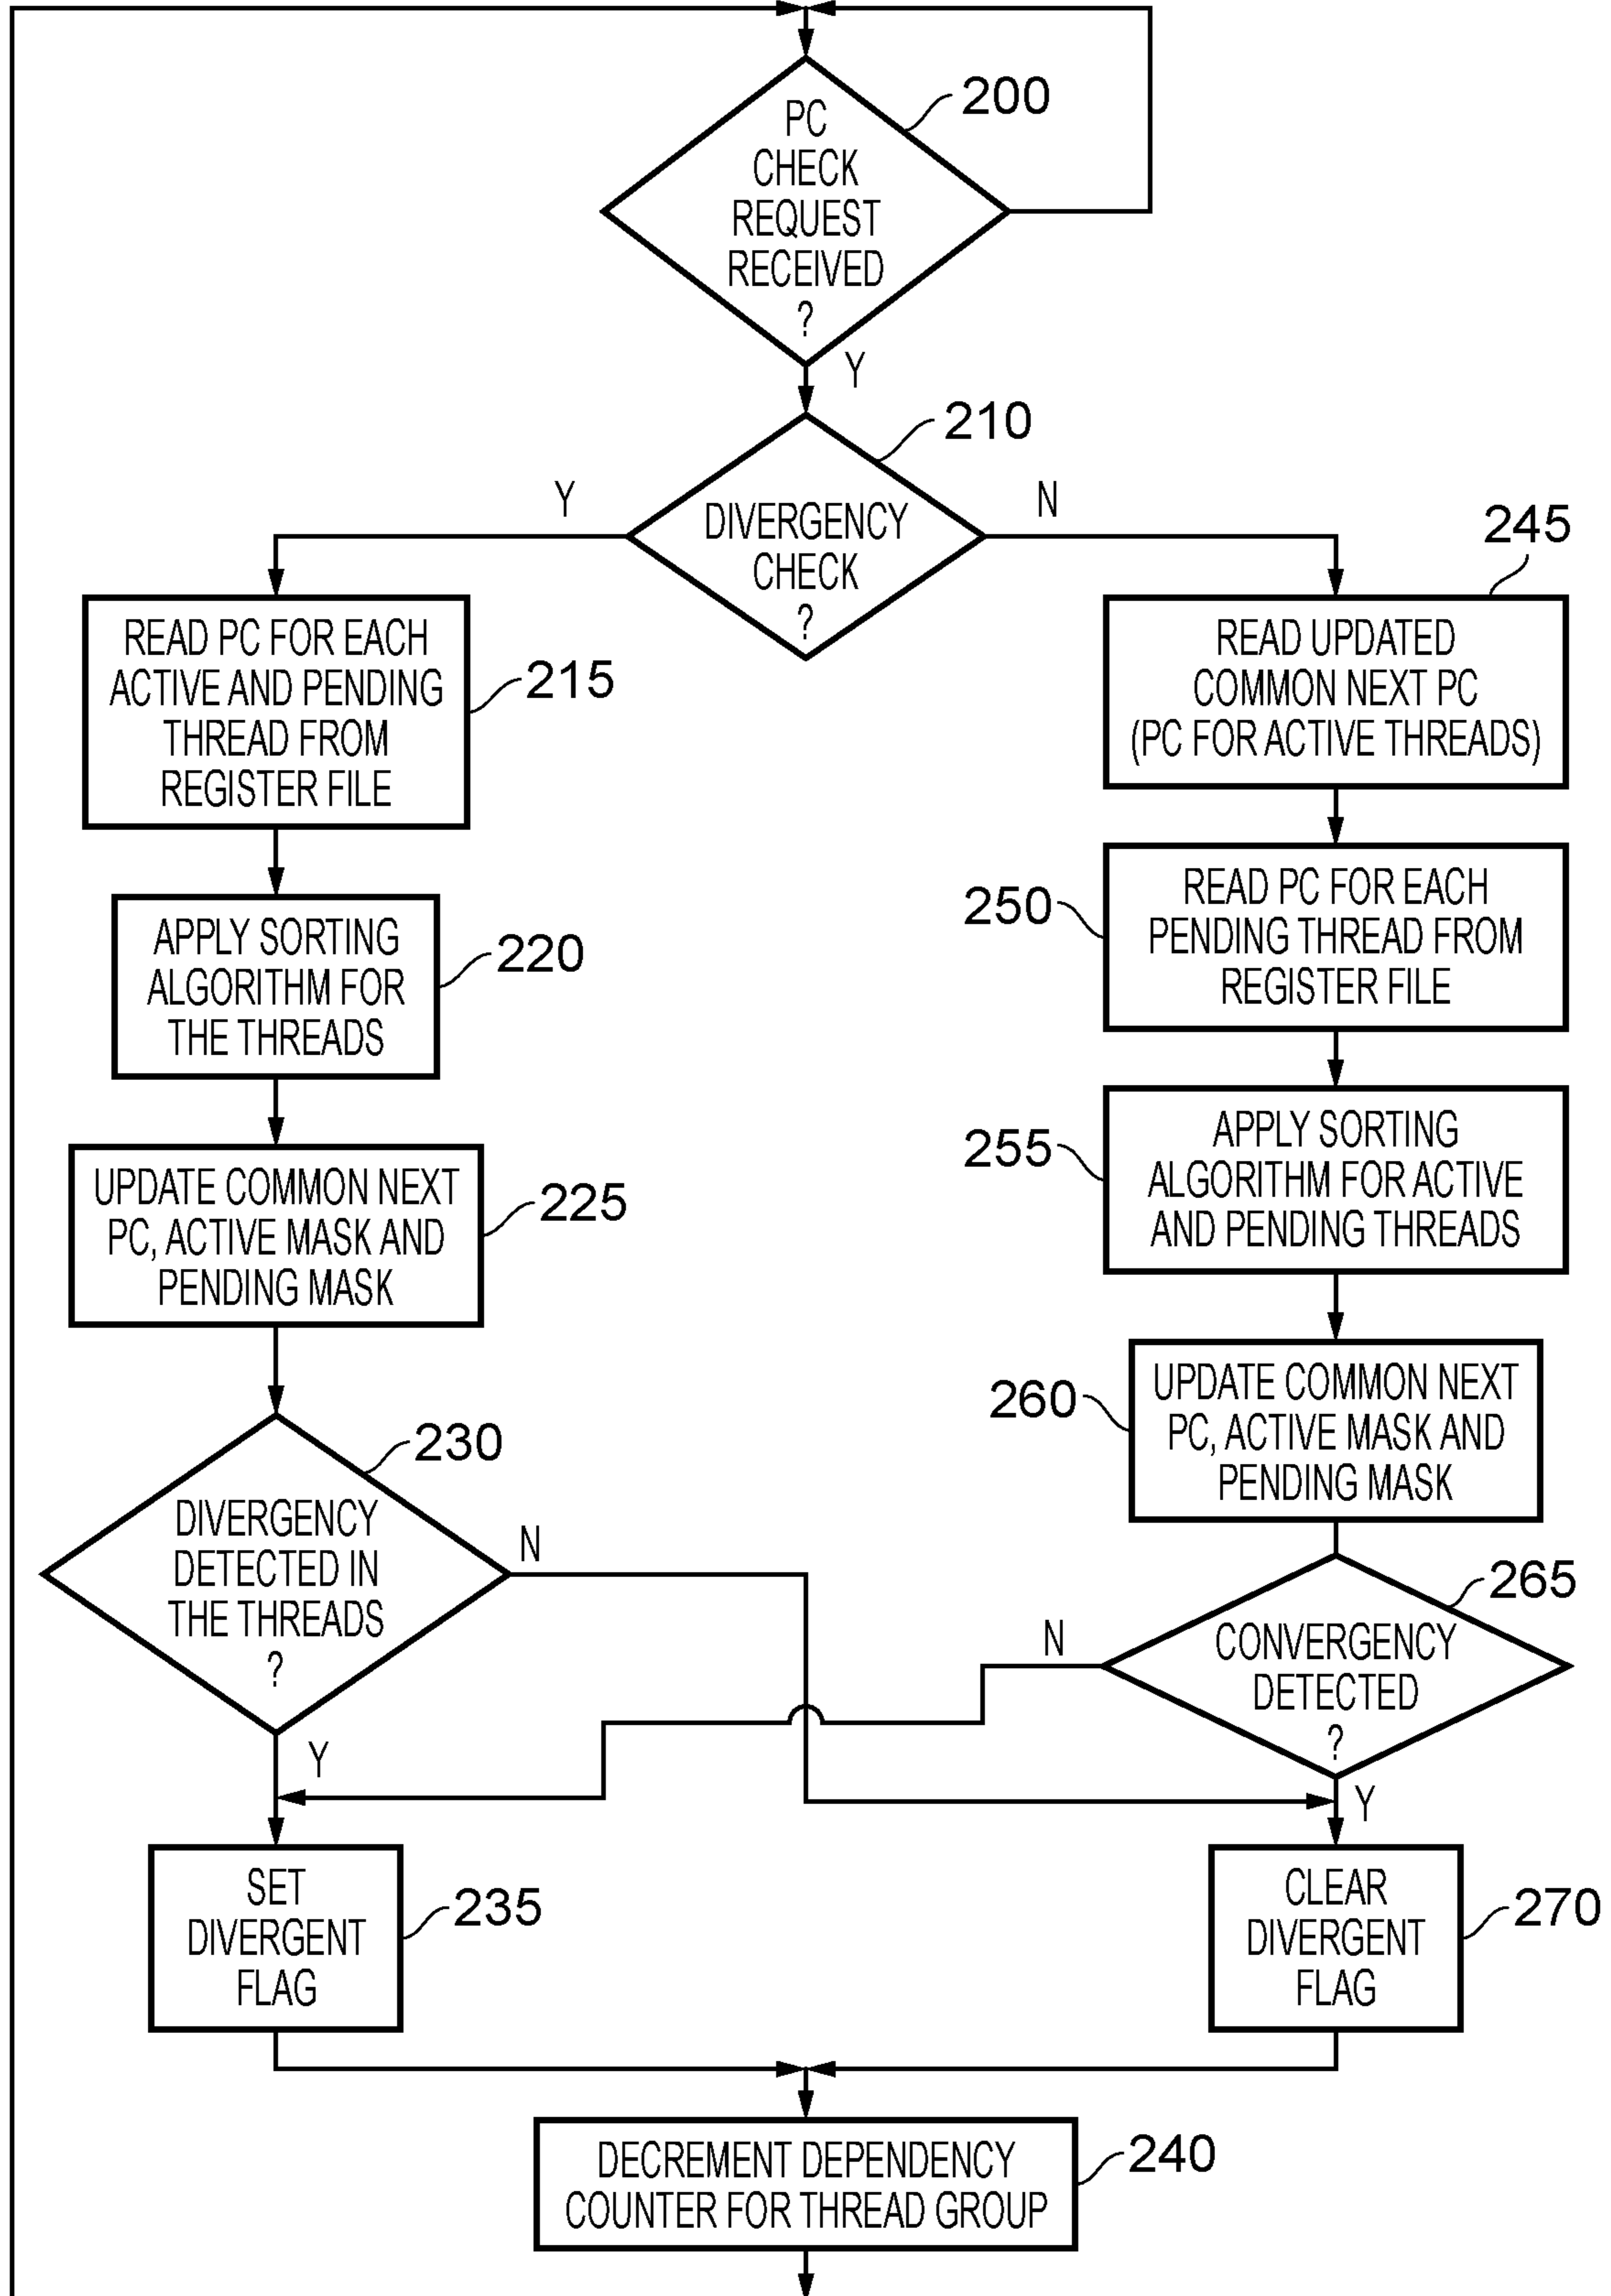 200
PC
CHECK
REQUEST
RECEIVED
?
Y
210
DIVERGENCY
CHECK
?
Y
N
READ PC FOR EACH
ACTIVE AND PENDING
THREAD FROM
REGISTER FILE
215
APPLY SORTING
ALGORITHM FOR
THE THREADS
220
UPDATE COMMON NEXT
PC, ACTIVE MASK AND
PENDING MASK
225
230
DIVERGENCY
DETECTED IN
THE THREADS
?
N
Y
SET
DIVERGENT
FLAG
235
245
READ UPDATED
COMMON NEXT PC
(PC FOR ACTIVE THREADS)
250
READ PC FOR EACH
PENDING THREAD FROM
REGISTER FILE
255
APPLY SORTING
ALGORITHM FOR ACTIVE
AND PENDING THREADS
260
UPDATE COMMON NEXT
PC, ACTIVE MASK AND
PENDING MASK
265
CONVERGENCY
DETECTED
?
N
Y
CLEAR
DIVERGENT
FLAG
270
DECREMENT DEPENDENCY
COUNTER FOR THREAD GROUP
240